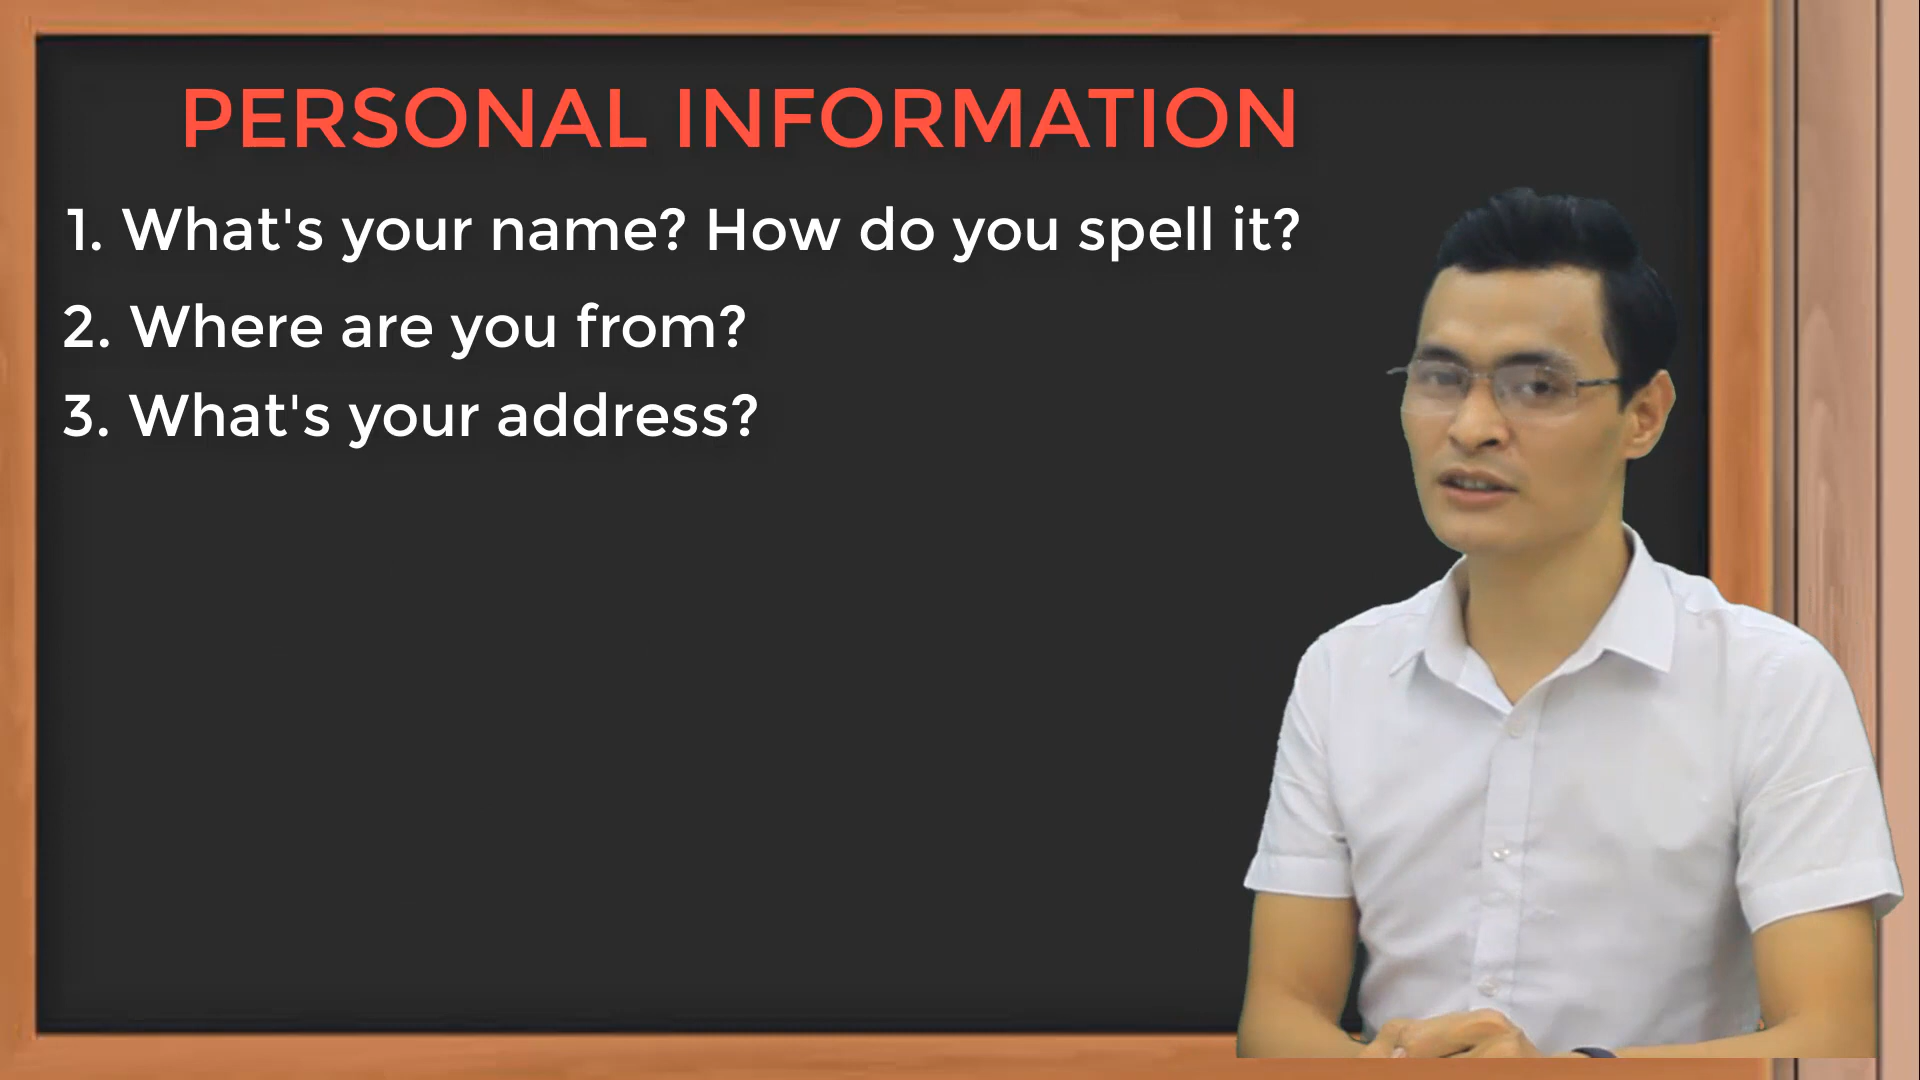 PERSONAL INFORMATION
1. What's your name? How do you spell it?
2. Where are you from?
3. What's your address?